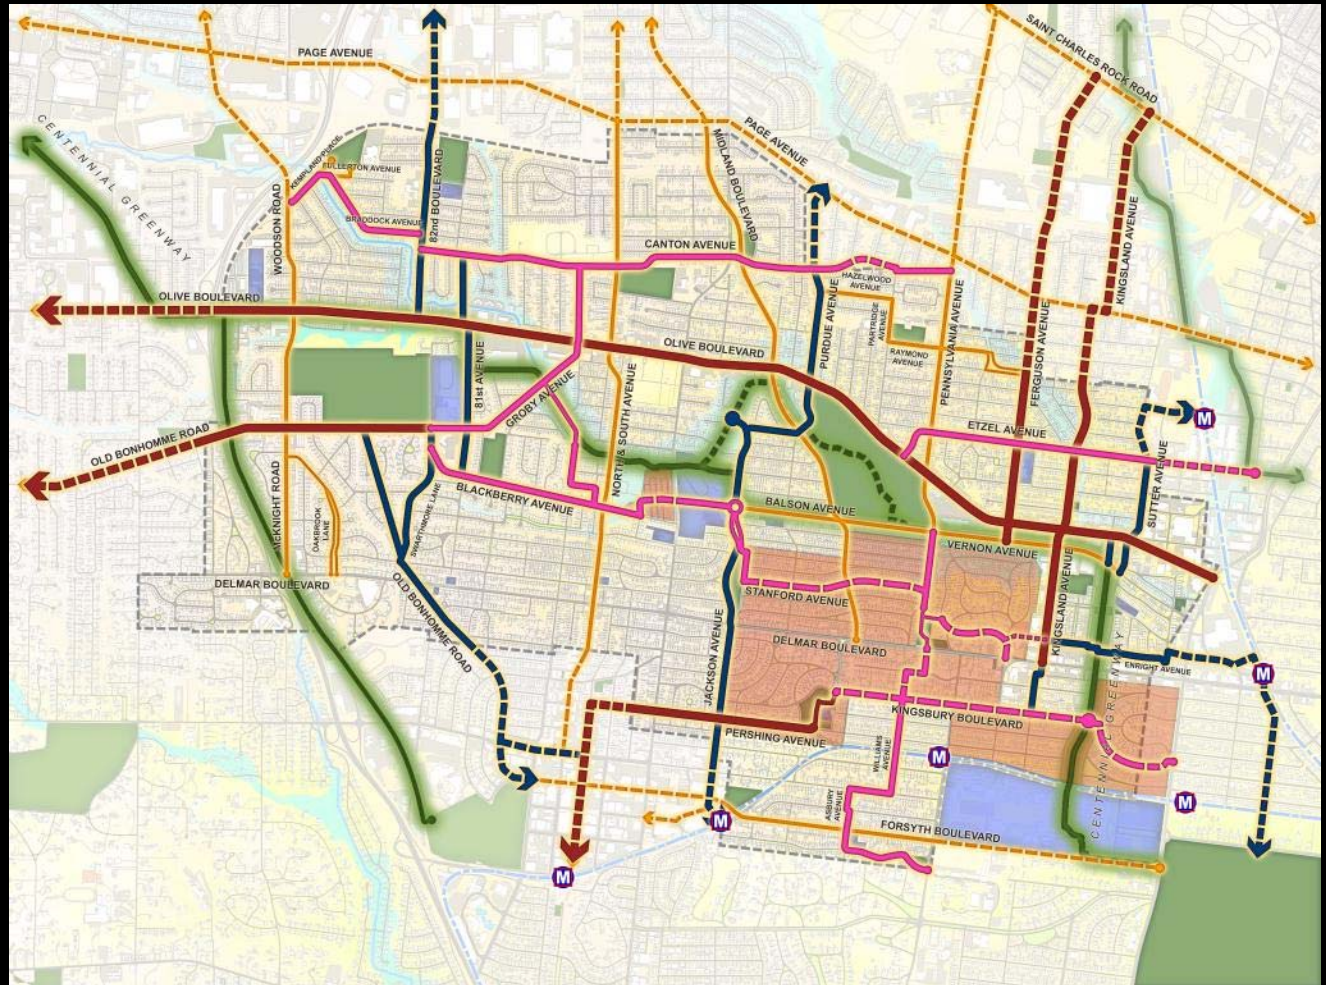 PAGE AVENUE
SAINT CHARLES ROCK ROAD
CENTENNIAL GREENWAY
KEMPLAND PLACE
FULLERTON AVENUE
82nd BOULEVARD
MIDLAND BOULEVARD
PAGE AVENUE
WOODSON ROAD
BRADDOCK AVENUE
CANTON AVENUE
HAZELWOOD
AVENUE
KINGSLAND AVENUE
OLIVE BOULEVARD
PURDUE AVENUE
PARTRIDGE
AVENUE
PENNSYLVANIA AVENUE
FERGUSON AVENUE
OLIVE BOULEVARD
RAYMOND
AVENUE
81st AVENUE
GROBY AVENUE
NORTH & SOUTH AVENUE
M
OLD BONHOMME ROAD
ETZEL AVENUE
SUTTER AVENUE
McKNIGHT ROAD
OAKBROOK
LANE
SWARTHMORE LANE
BLACKBERRY AVENUE
BALSON AVENUE
VERNON AVENUE
DELMAR BOULEVARD
OLD BONHOMME ROAD
STANFORD AVENUE
KINGSLAND AVENUE
JACKSON AVENUE
DELMAR BOULEVARD
ENRIGHT AVENUE
M
CENTENNIAL GREENWAY
KINGSBURY BOULEVARD
PERSHING AVENUE
WILLIAMS
AVENUE
M
M
ASBURY
AVENUE
M
FORSYTH BOULEVARD
M